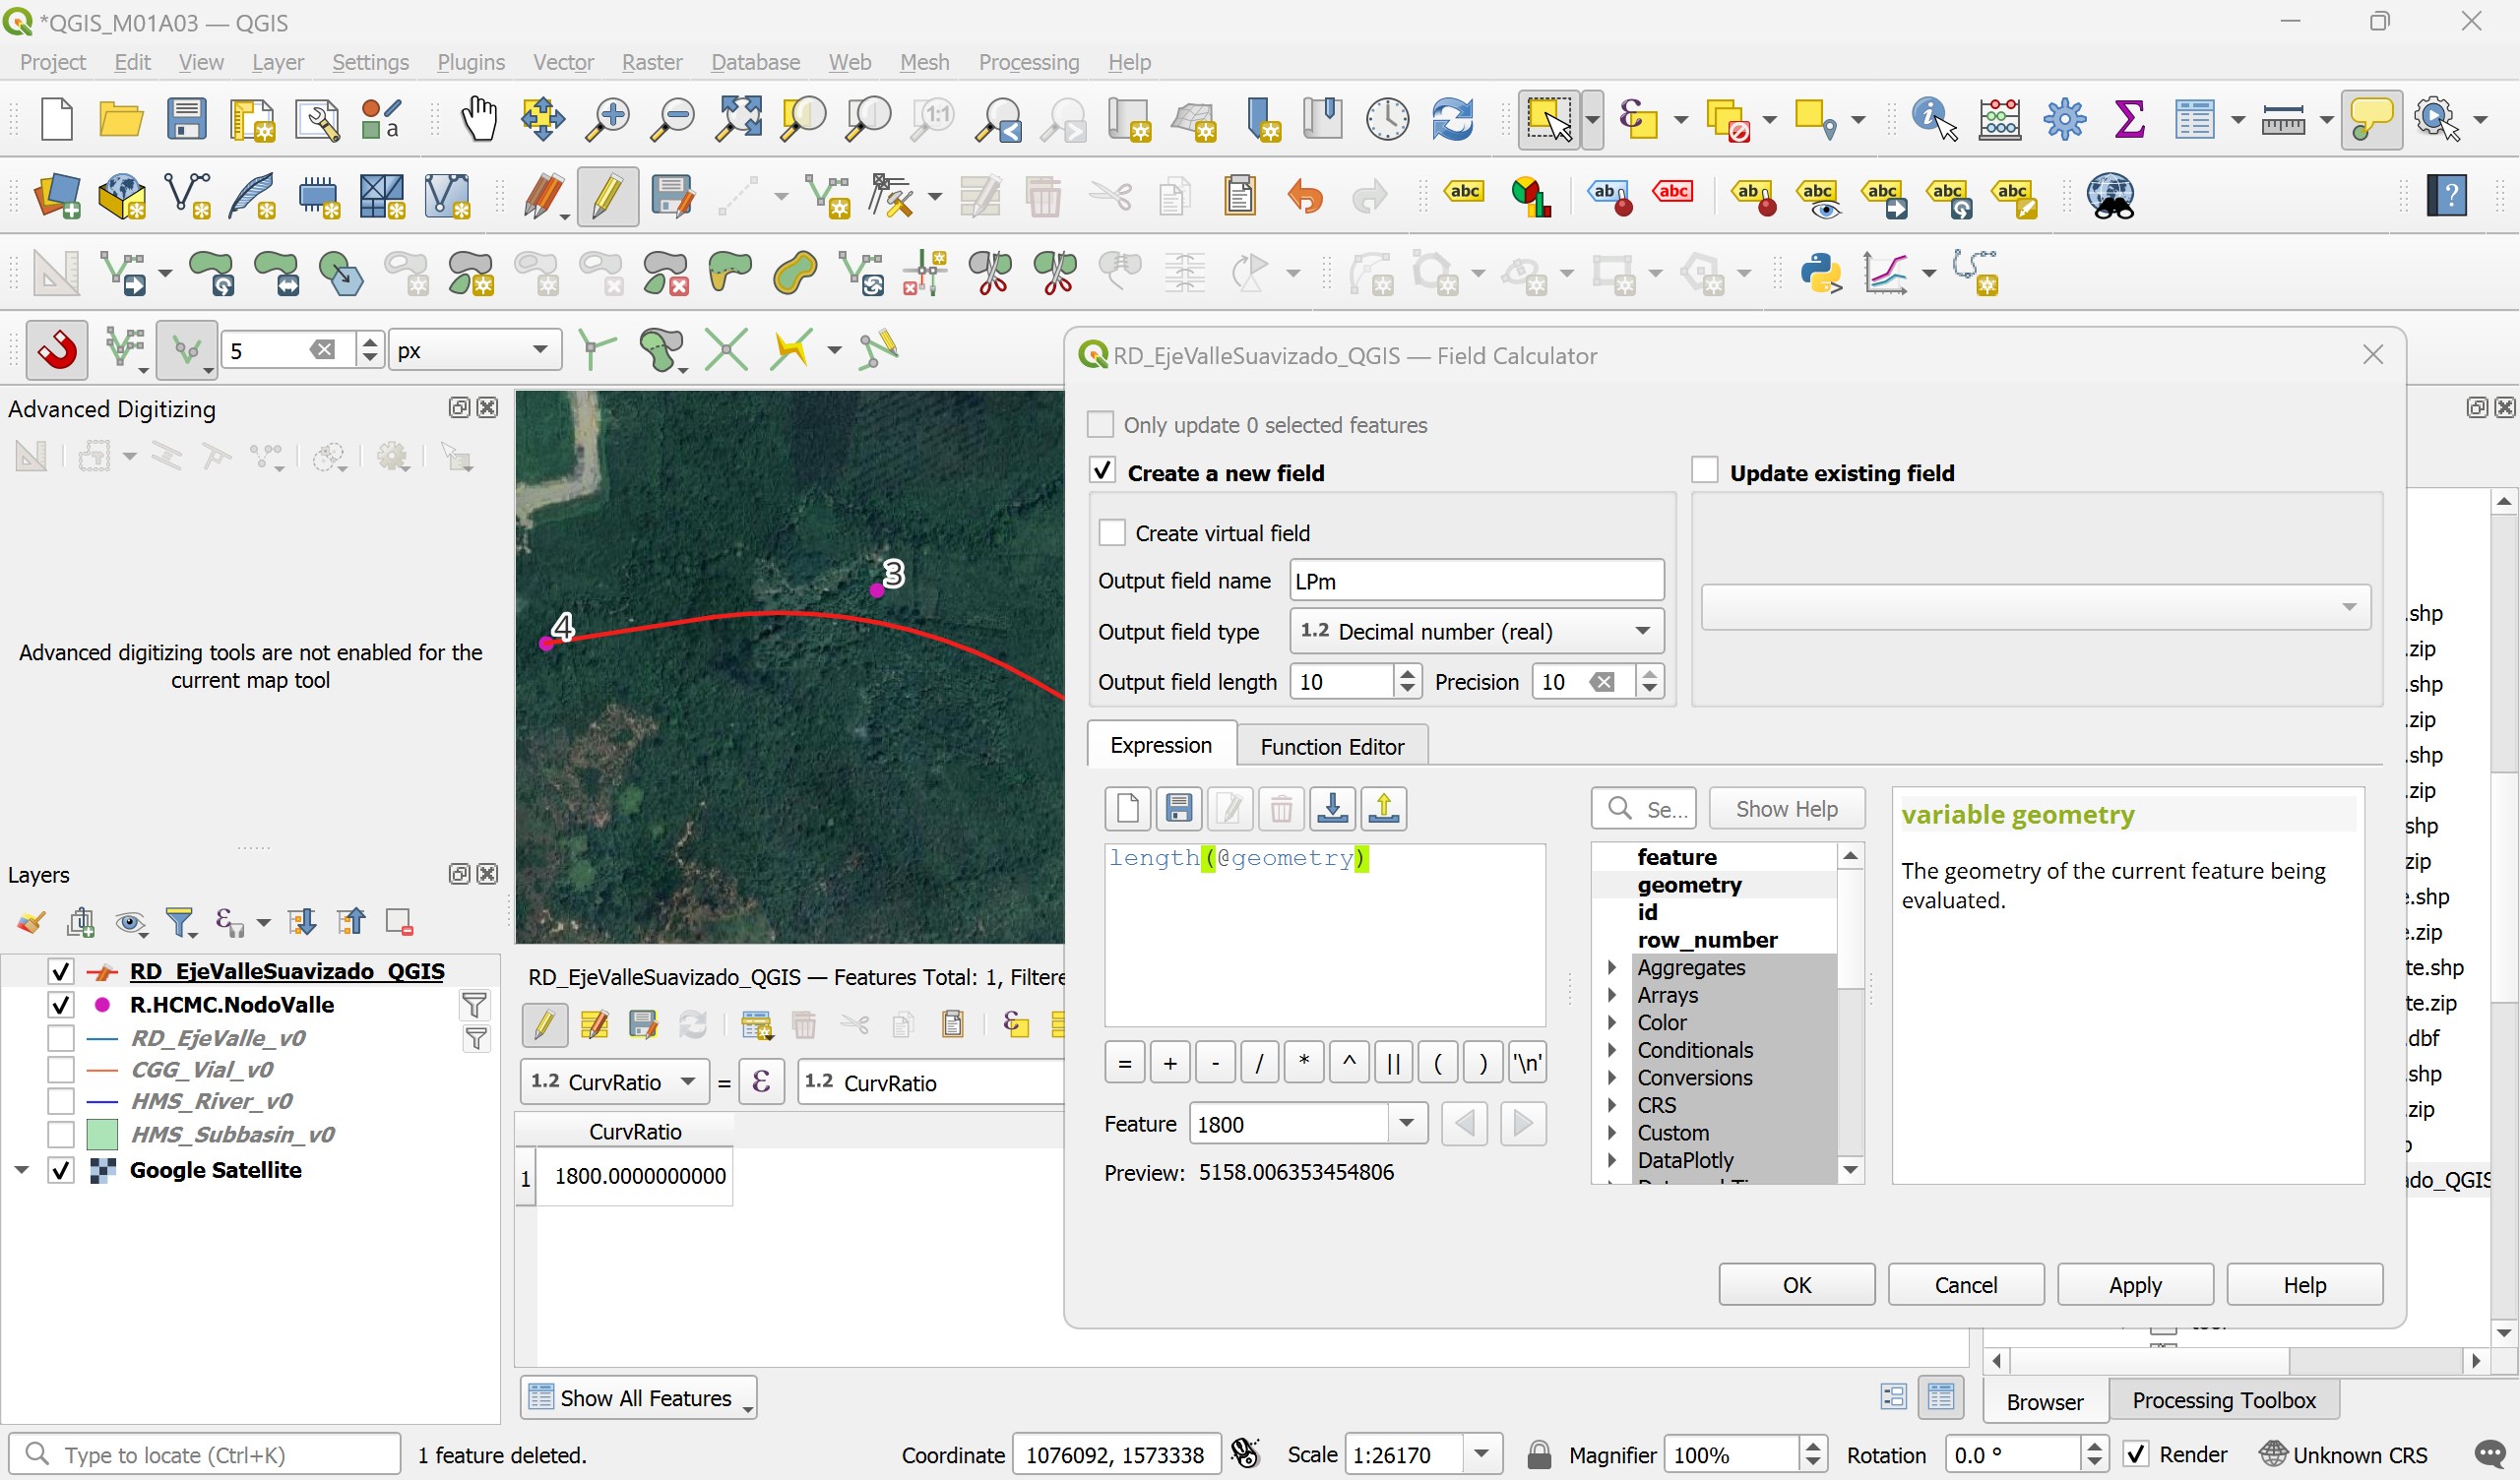 *QGIS_M01A03 — QGIS
Project Edit View Layer Settings Plugins Vector Raster Database Web Mesh Processing Help
5 px
RD_EjeValleSuavizado_QGIS — Field Calculator
Advanced Digitizing
Only update 0 selected features
Create a new field
Update existing field
Create virtual field
Output field name LPm
Output field type 1.2 Decimal number (real)
Output field length 10 Precision 10
Advanced digitizing tools are not enabled for the
current map tool
3
4
Expression Function Editor
Se... Show Help
length(@geometry)
feature
geometry
id
row_number
Aggregates
Arrays
Color
Conditionals
Conversions
CRS
Custom
DataPlotly
variable geometry
The geometry of the current feature being
evaluated.
= + - / * ^ || ( ) '\n'
Feature 1800
Preview: 5158.006353454806
OK Cancel Apply Help
Layers
RD_EjeValleSuavizado_QGIS
R.HCMC.NodoValle
RD_EjeValle_v0
CGG_Vial_v0
HMS_River_v0
HMS_Subbasin_v0
Google Satellite
RD_EjeValleSuavizado_QGIS — Features Total: 1, Filtere
1.2 CurvRatio = ε 1.2 CurvRatio
CurvRatio
1 1800.0000000000
.shp
.zip
.shp
.zip
.shp
.zip
shp
zip
.shp
.zip
te.shp
te.zip
.dbf
.shp
.zip
do_QGIS
Show All Features
Browser Processing Toolbox
Type to locate (Ctrl+K) 1 feature deleted. Coordinate 1076092, 1573338 Scale 1:26170 Magnifier 100% Rotation 0.0 ° Render Unknown CRS